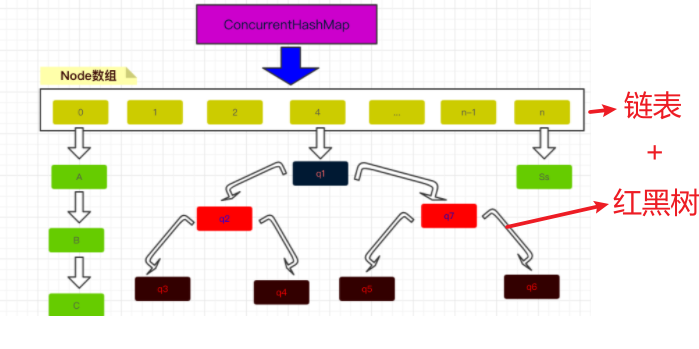 ConcurrentHashMap
Node数组
0 1 2 4 ... n-1 n
链表
+
红黑树
A q1 Ss
q2 q7
B
q3 q4 q5 q6
C